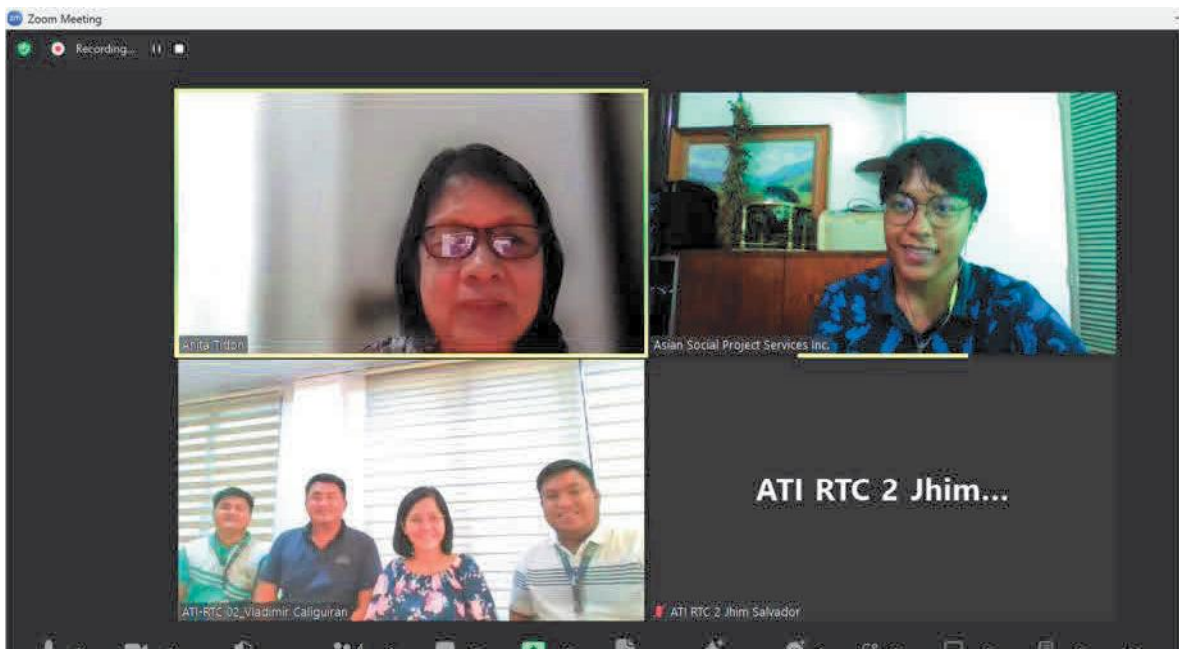 Zoom Meeting
Recording...
Anita Tidon
Asian Social Project Services Inc.
ATI-RTC 02_Vladimir Caliguiran
ATI RTC 2 Jhim...
ATI RTC 2 Jhim Salvador